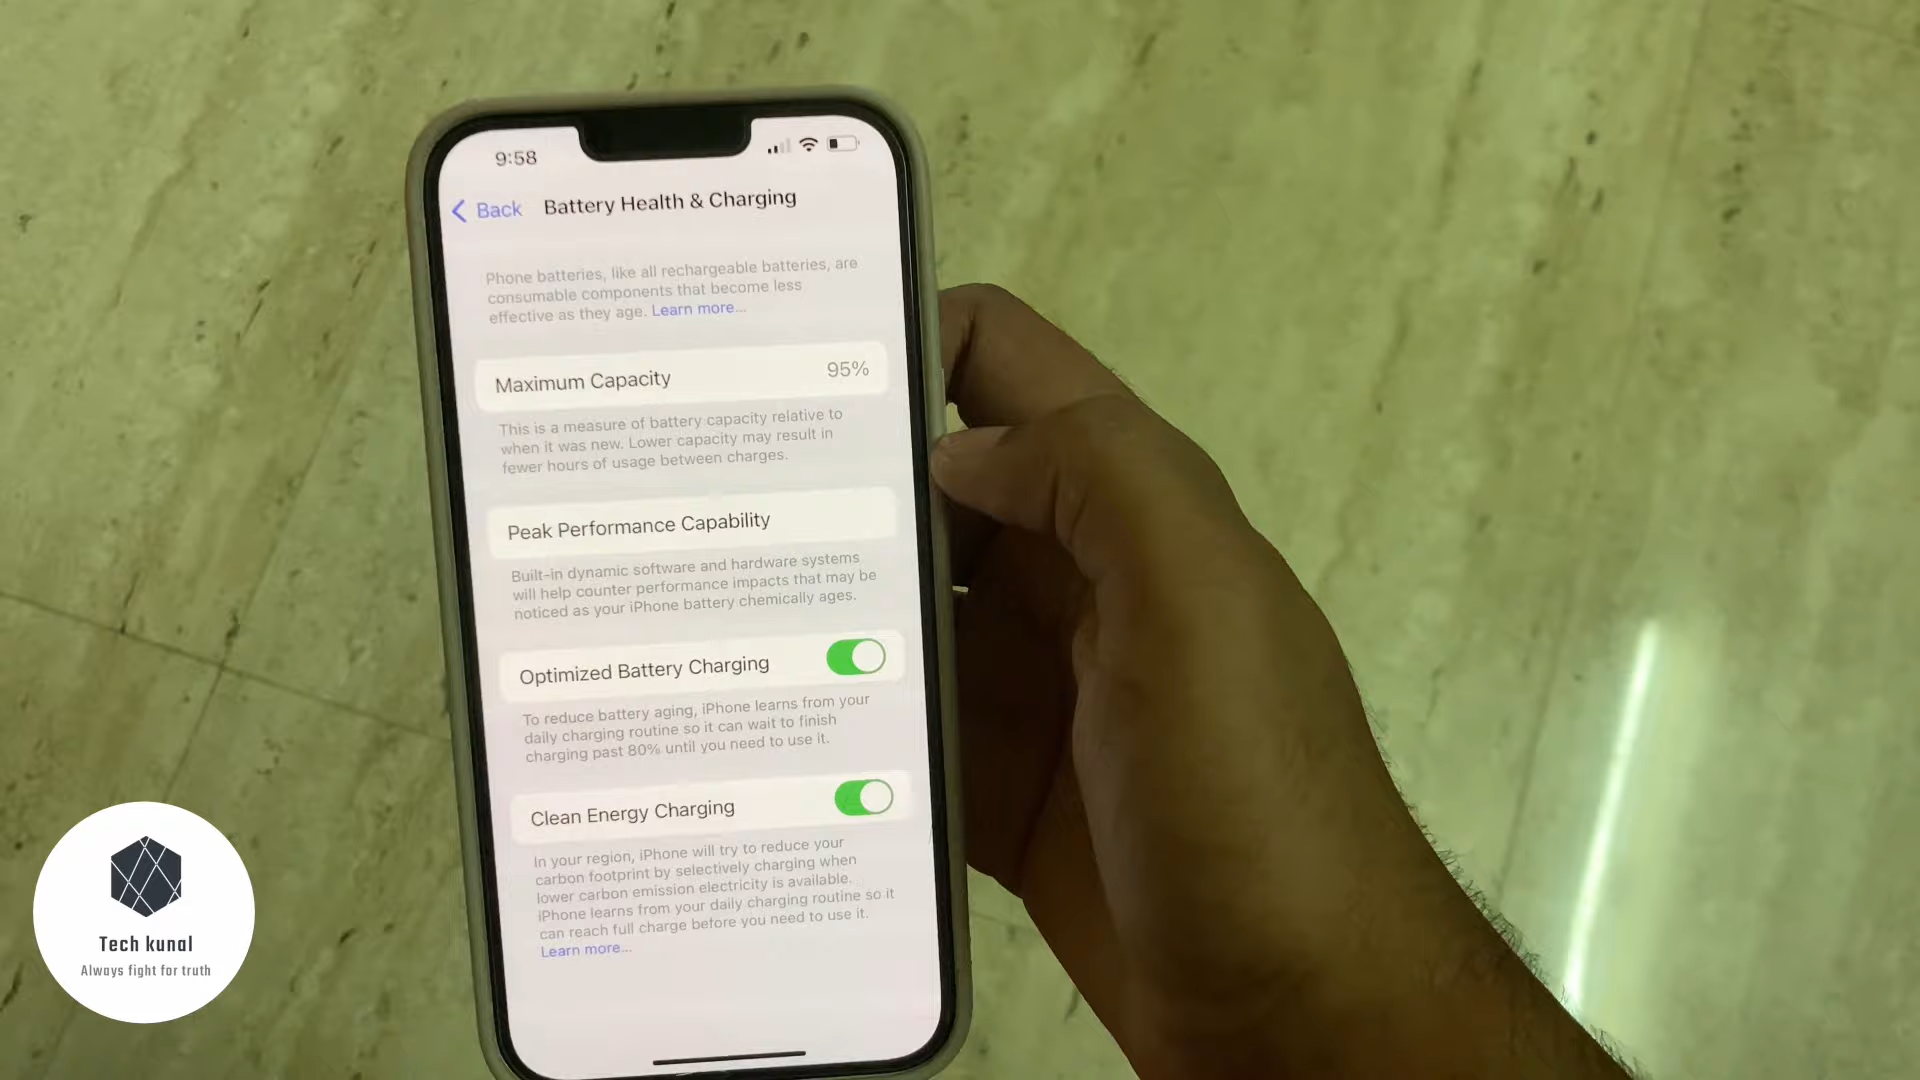 9:58
Back
Battery Health & Charging
Phone batteries, like all rechargeable batteries, are
consumable components that become less
effective as they age. Learn more...
Maximum Capacity
95%
This is a measure of battery capacity relative to
when it was new. Lower capacity may result in
fewer hours of usage between charges.
Peak Performance Capability
Built-in dynamic software and hardware systems
will help counter performance impacts that may be
noticed as your iPhone battery chemically ages.
Optimized Battery Charging
To reduce battery aging, iPhone learns from your
daily charging routine so it can wait to finish
charging past 80% until you need to use it.
Clean Energy Charging
In your region, iPhone will try to reduce your
carbon footprint by selectively charging when
lower carbon emission electricity is available.
iPhone learns from your daily charging routine so it
can reach full charge before you need to use it.
Learn more...
Tech kunal
Always fight for truth